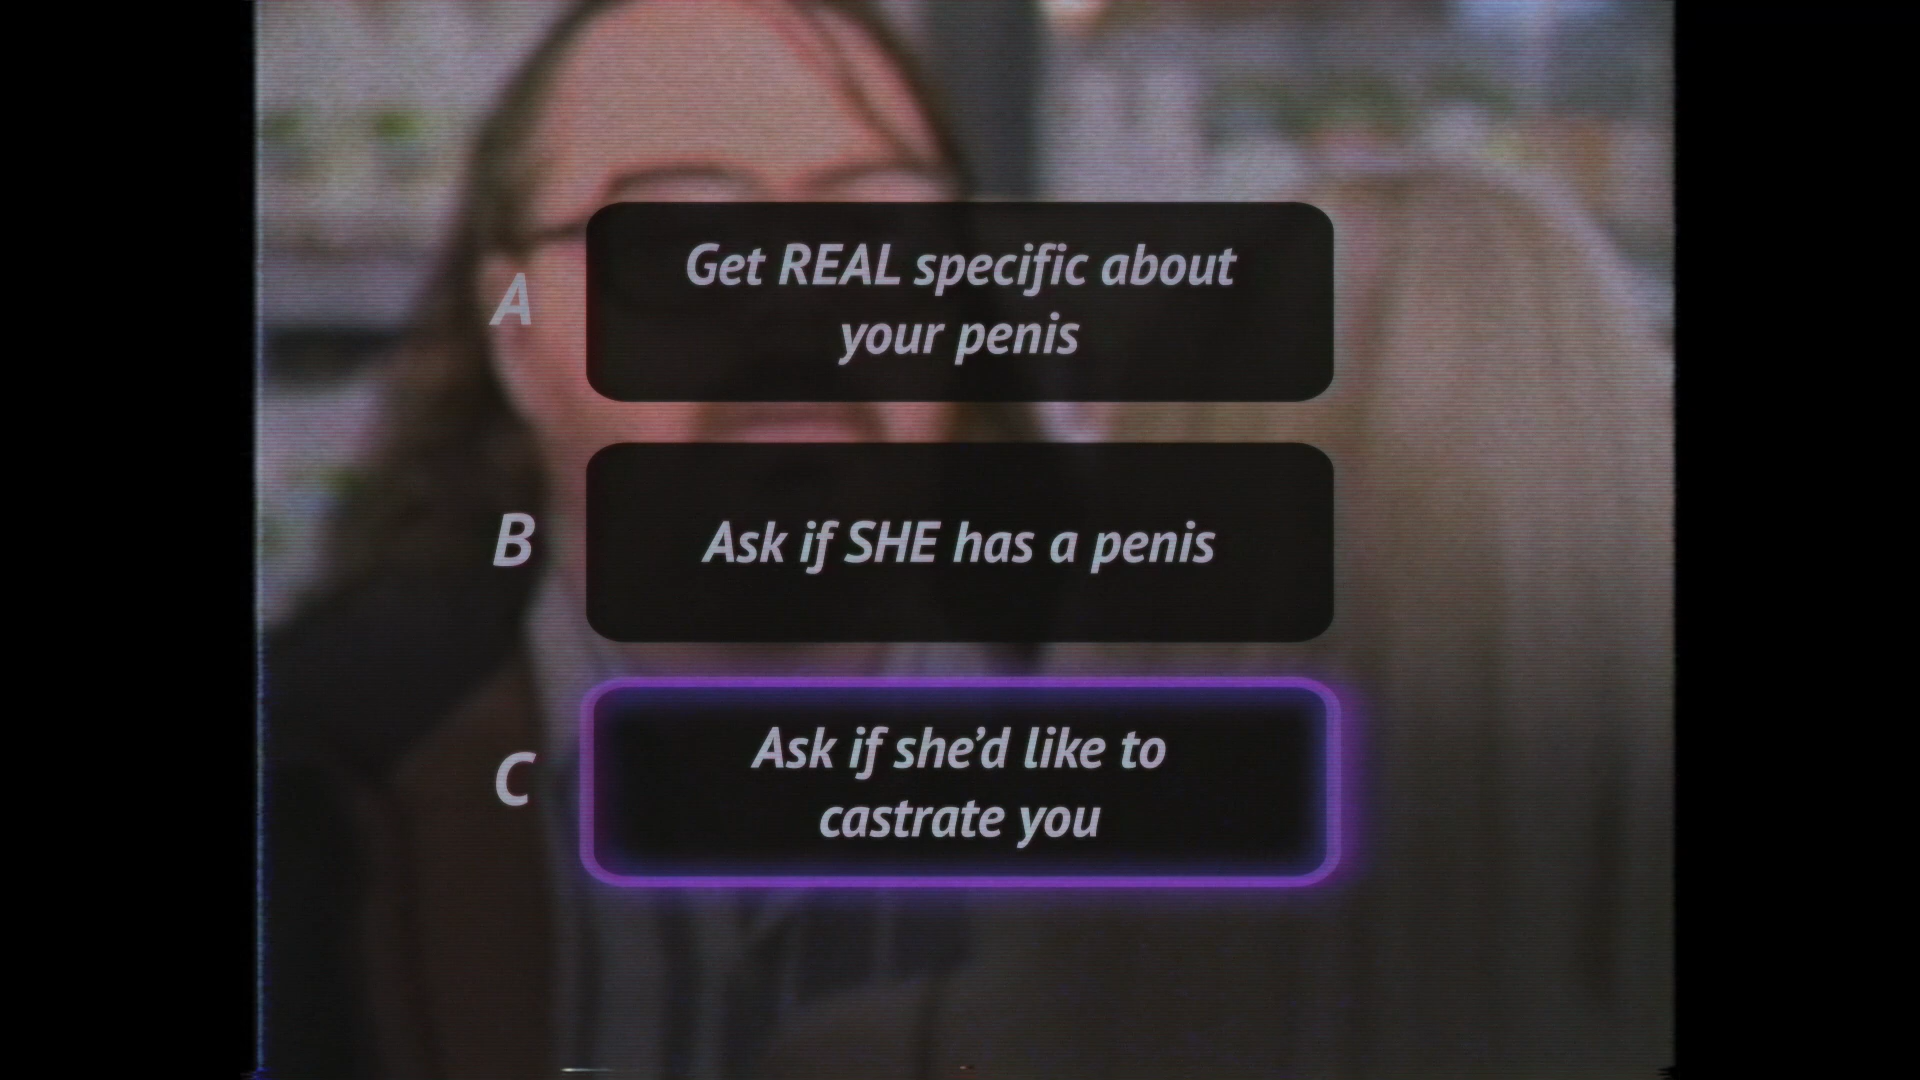 A
Get REAL specific about
your penis
B
Ask if SHE has a penis
C
Ask if she’d like to
castrate you